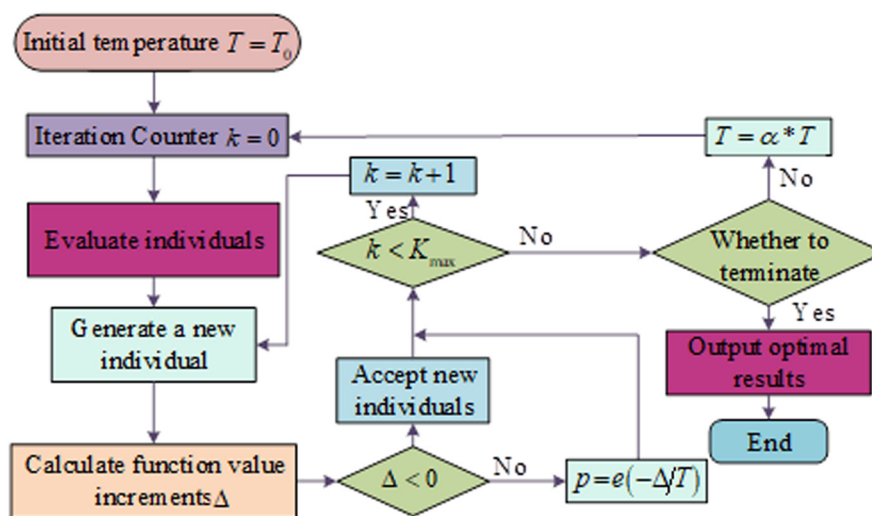 Initial temperature T = T₀
Iteration Counter k = 0
T = α * T
k = k+1
No
Yes
Evaluate individuals
k < Kmax
No
Whether to
terminate
Generate a new
individual
Yes
Accept new
individuals
Output optimal
results
Calculate function value
increments Δ
Δ < 0
No
p=e(−Δ/T)
End